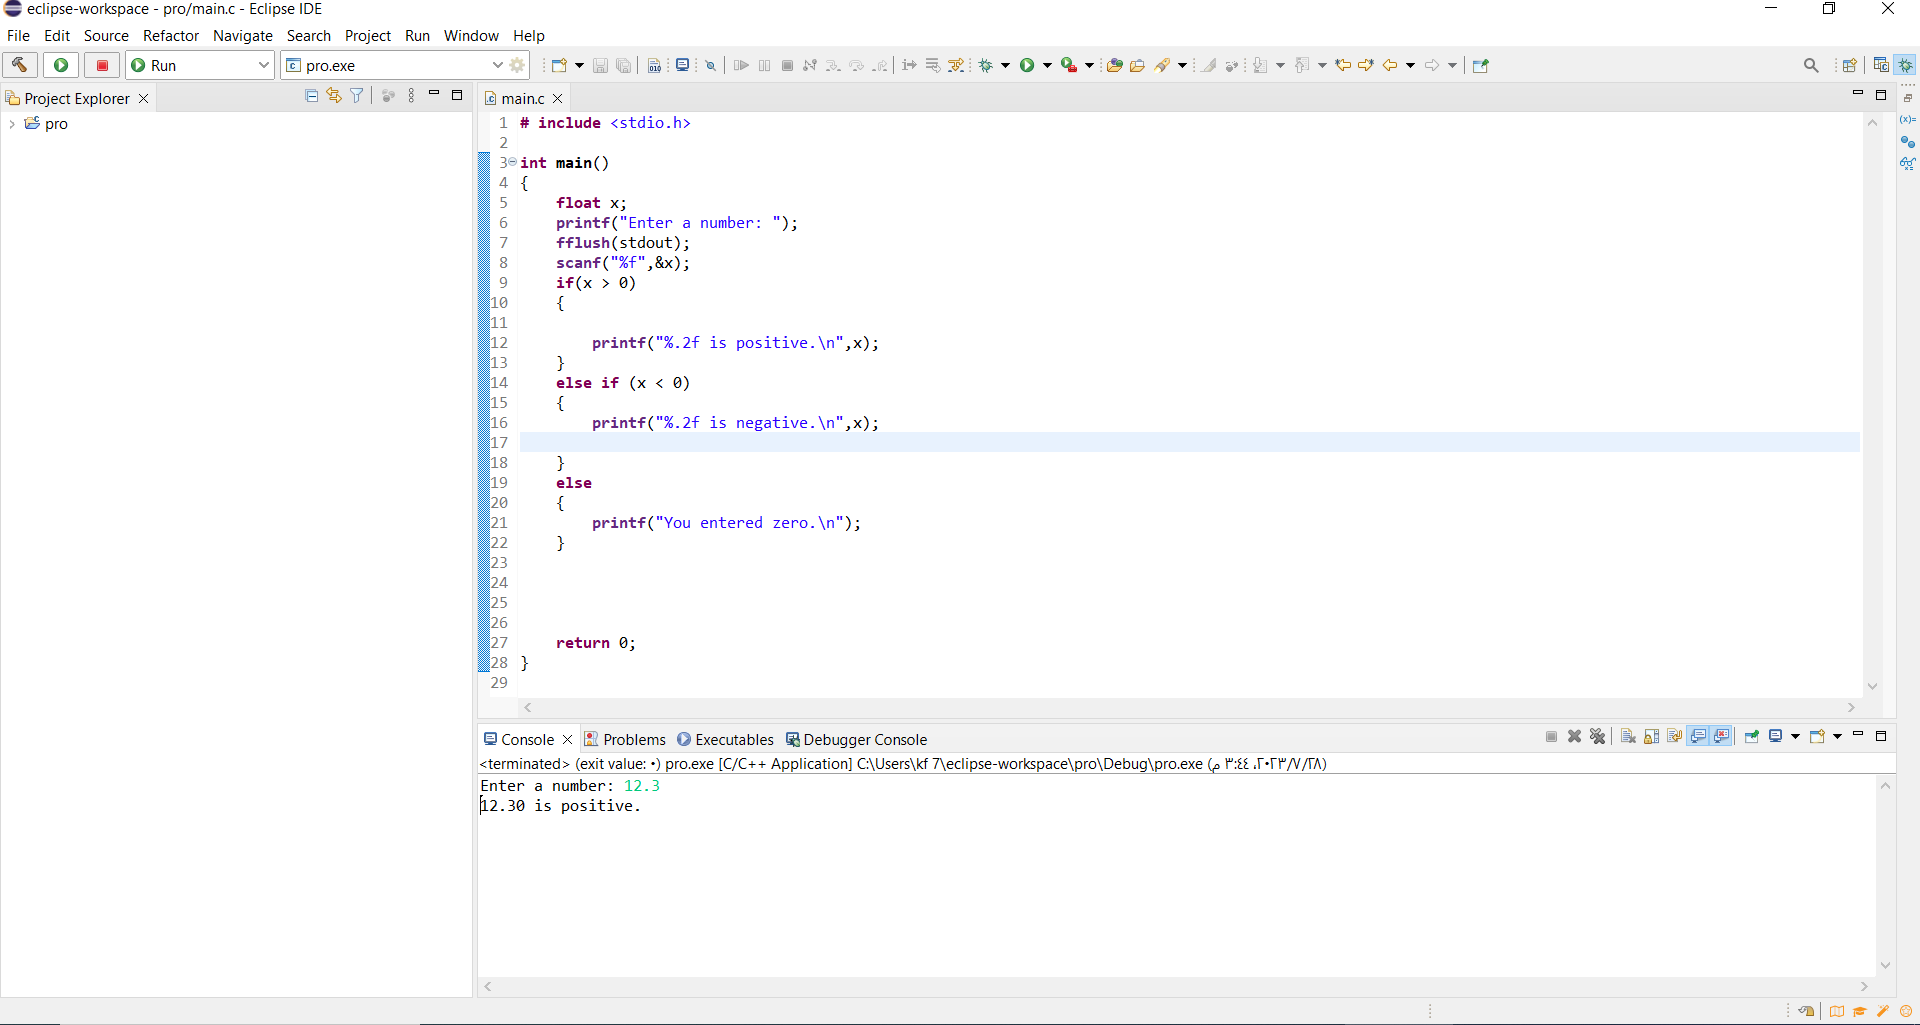 eclipse-workspace - pro/main.c - Eclipse IDE
File Edit Source Refactor Navigate Search Project Run Window Help
Run pro.exe
Project Explorer
pro
main.c
1 # include <stdio.h>
2
3 int main()
4 {
5 float x;
6 printf("Enter a number: ");
7 fflush(stdout);
8 scanf("%f",&x);
9 if(x > 0)
10 {
11
12 printf("%.2f is positive.\n",x);
13 }
14 else if (x < 0)
15 {
16 printf("%.2f is negative.\n",x);
17
18 }
19 else
20 {
21 printf("You entered zero.\n");
22 }
23
24
25
26
27 return 0;
28 }
29
Console Problems Executables Debugger Console
<terminated> (exit value: ٠) pro.exe [C/C++ Application] C:\Users\kf 7\eclipse-workspace\pro\Debug\pro.exe (٢٨/٧/٢٠٢٣، ٣:٤٤ م)
Enter a number: 12.3
12.30 is positive.